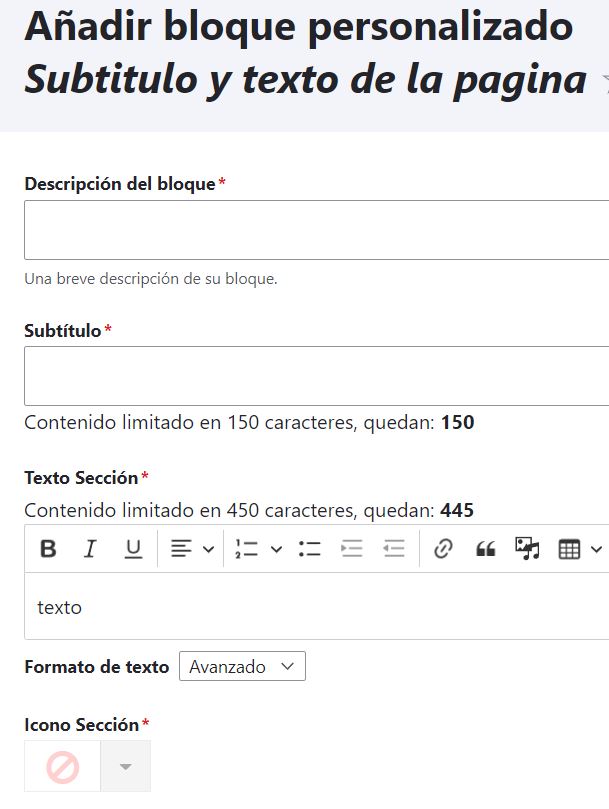 Añadir bloque personalizado
Subtitulo y texto de la pagina
Descripción del bloque*
Una breve descripción de su bloque.
Subtítulo*
Contenido limitado en 150 caracteres, quedan: 150
Texto Sección*
Contenido limitado en 450 caracteres, quedan: 445
B I U
texto
Formato de texto Avanzado
Icono Sección*